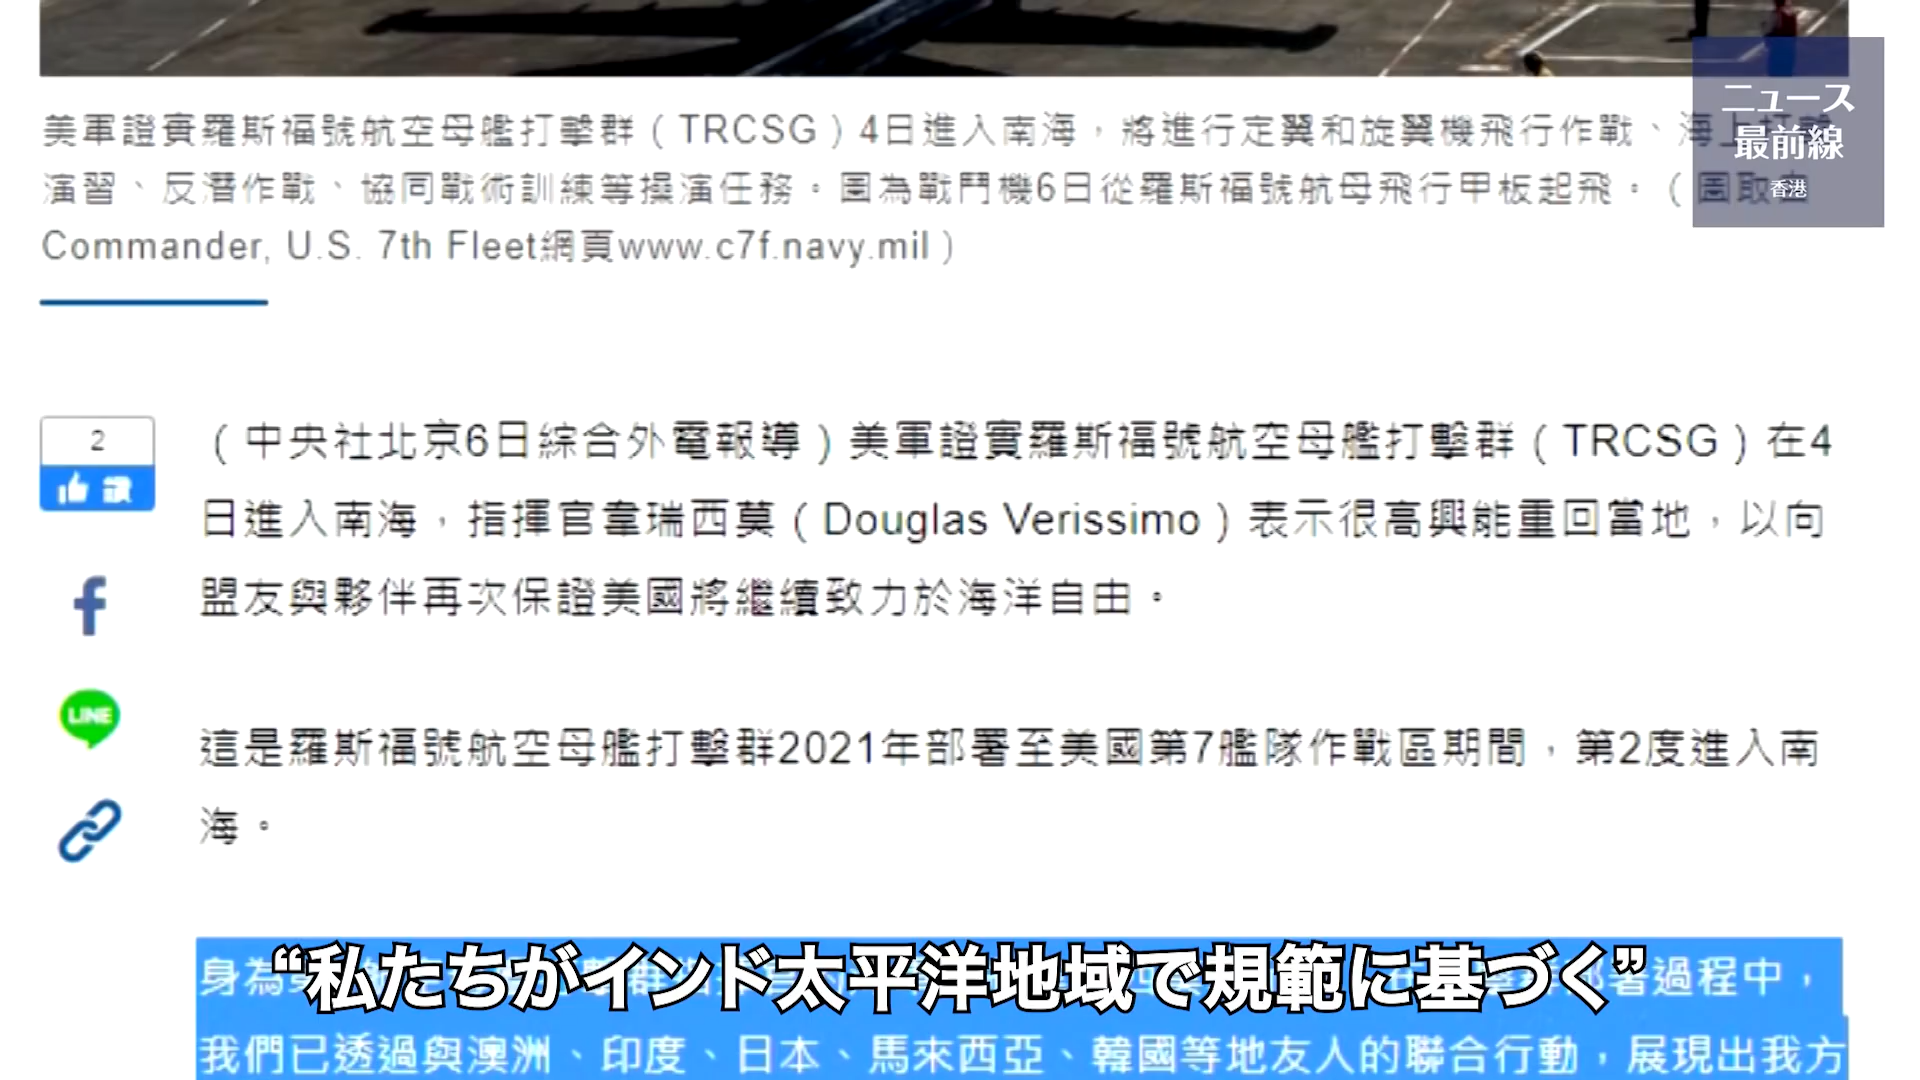 美軍證實羅斯福號航空母艦打擊群（TRCSG）4日進入南海，將進行定翼和旋翼機飛行作戰、海上打擊
演習、反潛作戰、協同戰術訓練等操演任務。圖為戰鬥機6日從羅斯福號航母飛行甲板起飛。（圖取自
Commander, U.S. 7th Fleet網頁www.c7f.navy.mil）
ニュース
最前線
香港
2
讚
（中央社北京6日綜合外電報導）美軍證實羅斯福號航空母艦打擊群（TRCSG）在4
日進入南海，指揮官韋瑞西莫（Douglas Verissimo）表示很高興能重回當地，以向
盟友與夥伴再次保證美國將繼續致力於海洋自由。
LINE
這是羅斯福號航空母艦打擊群2021年部署至美國第7艦隊作戰區期間，第2度進入南
海。
身為
部署過程中，
“私たちがインド太平洋地域で規範に基づく”
我們已透過與澳洲、印度、日本、馬來西亞、韓國等地友人的聯合行動，展現出我方